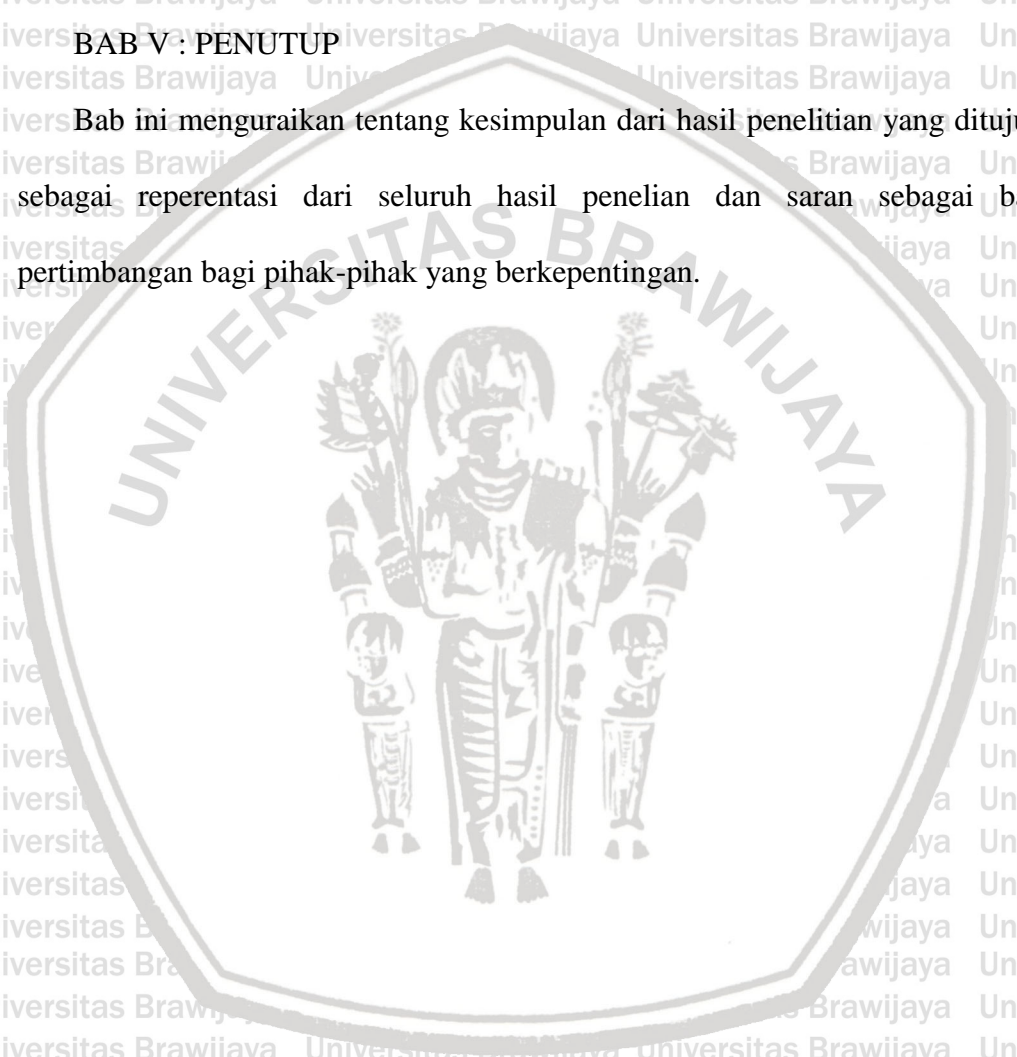 BAB V : PENUTUP
Bab ini menguraikan tentang kesimpulan dari hasil penelitian yang dituju
sebagai reperentasi dari seluruh hasil penelian dan saran sebagai ba
pertimbangan bagi pihak-pihak yang berkepentingan.
UNIVERSITAS BRAWIJAYA